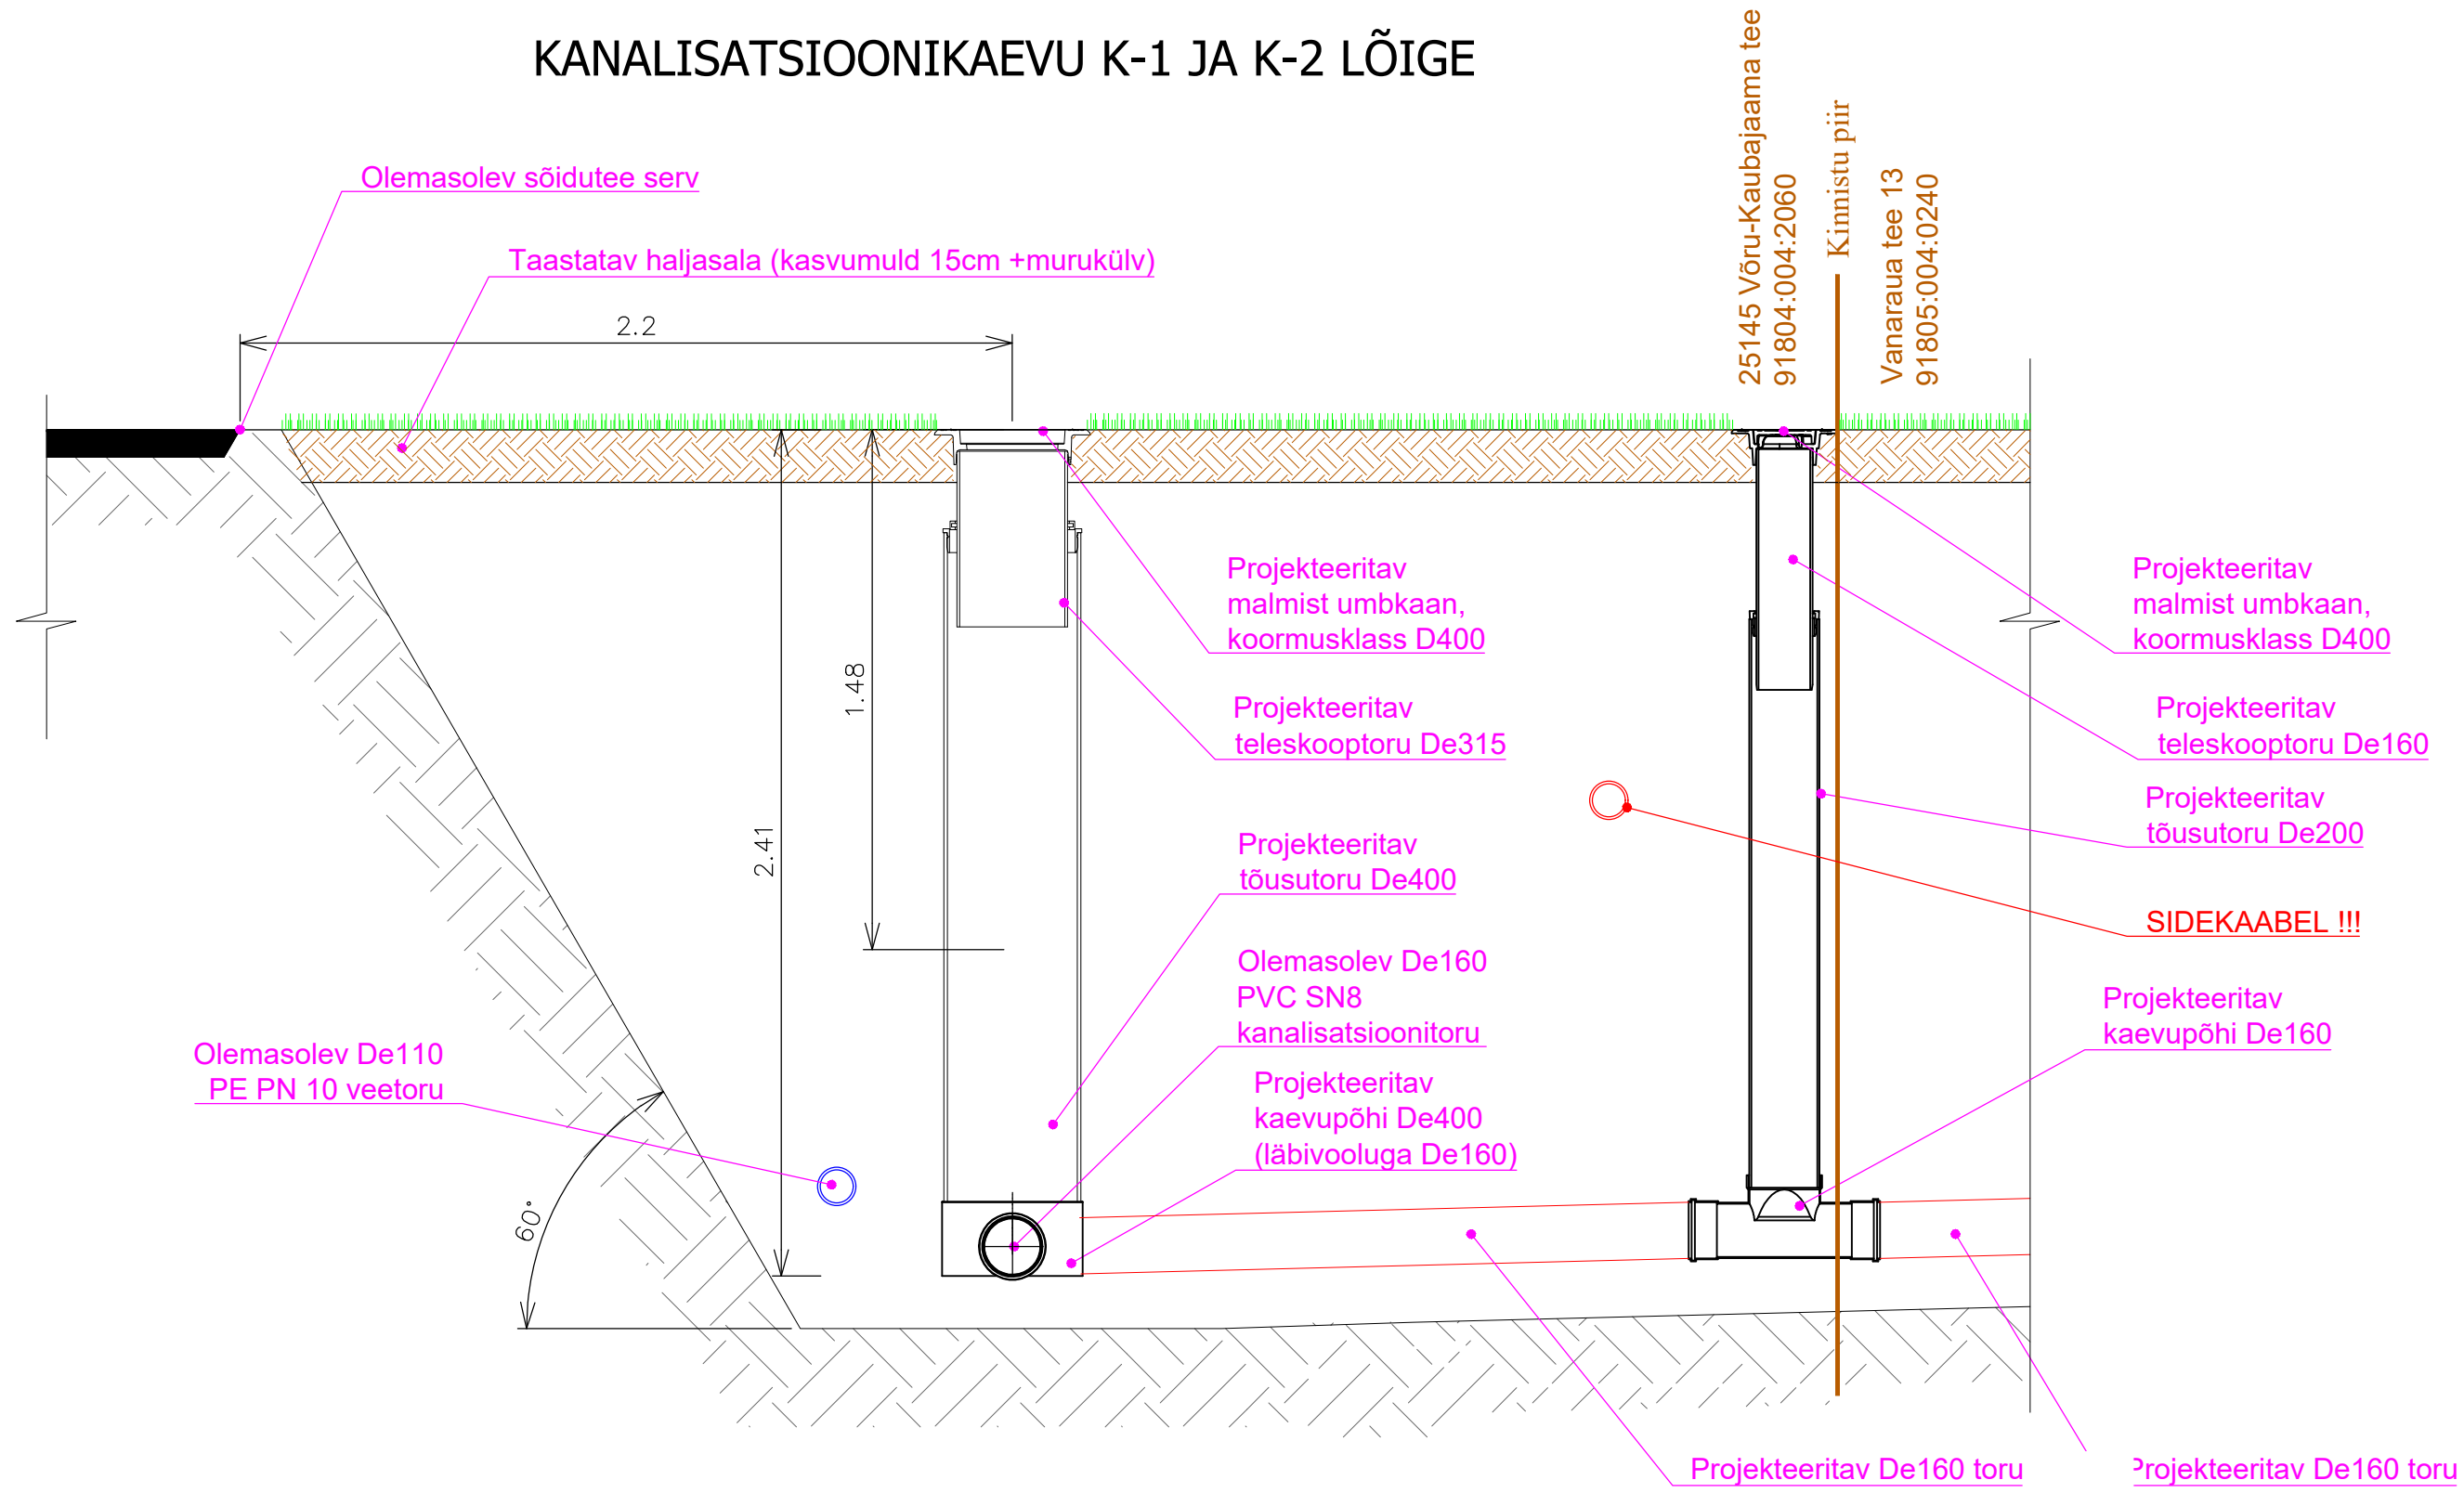 KANALISATSIOONIKAEVU K-1 JA K-2 LÕIGE
25145 Võru-Kaubajaama tee
91804:004:2060
Kinnistu piir
Vanaraua tee 13
91805:004:0240
Olemasolev sõidutee serv
Taastatav haljasala (kasvumuld 15cm +murukülv)
2.2
Projekteeritav
malmist umbkaan,
koormusklass D400
Projekteeritav
malmist umbkaan,
koormusklass D400
1.48
Projekteeritav
teleskooptoru De315
Projekteeritav
teleskooptoru De160
2.41
Projekteeritav
tõusutoru De400
Projekteeritav
tõusutoru De200
SIDEKAABEL !!!
Olemasolev De160
PVC SN8
kanalisatsioonitoru
Projekteeritav
kaevupõhi De160
Olemasolev De110
PE PN 10 veetoru
Projekteeritav
kaevupõhi De400
(läbivooluga De160)
60°
Projekteeritav De160 toru
Projekteeritav De160 toru